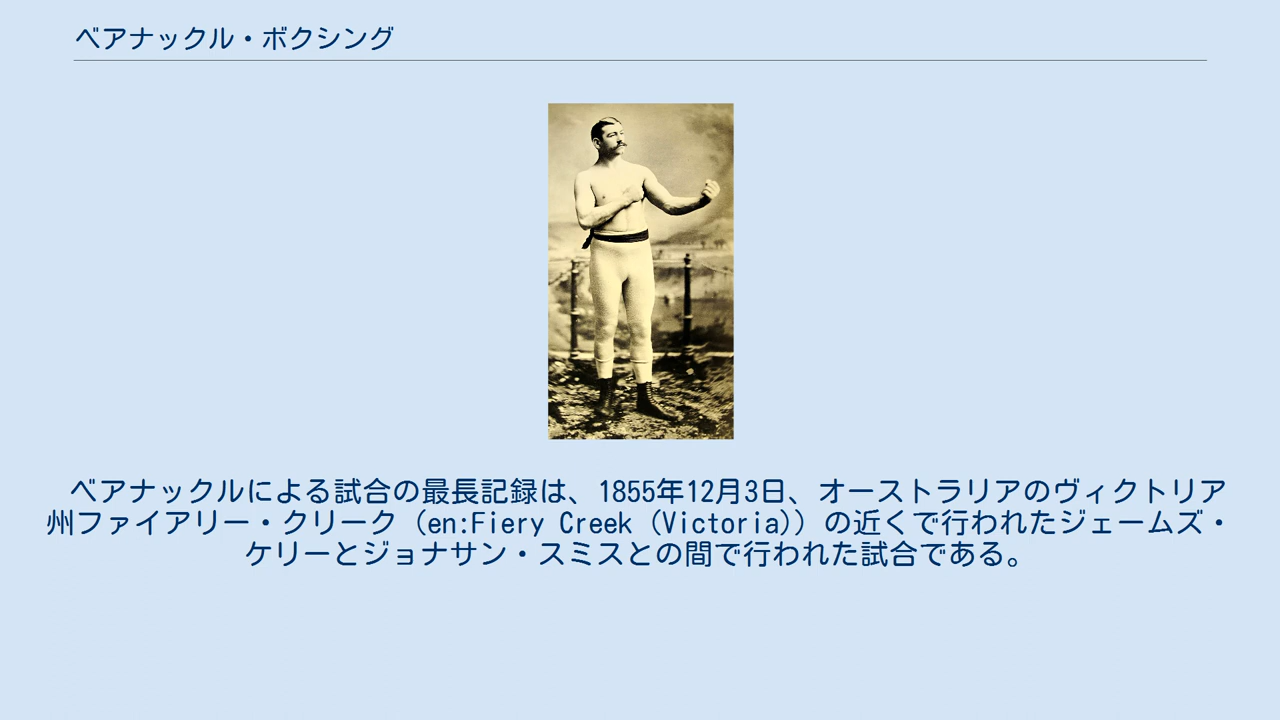 ベアナックル・ボクシング
ベアナックルによる試合の最長記録は、1855年12月3日、オーストラリアのヴィクトリア
州ファイアリー・クリーク（en:Fiery Creek (Victoria)）の近くで行われたジェームズ・
ケリーとジョナサン・スミスとの間で行われた試合である。